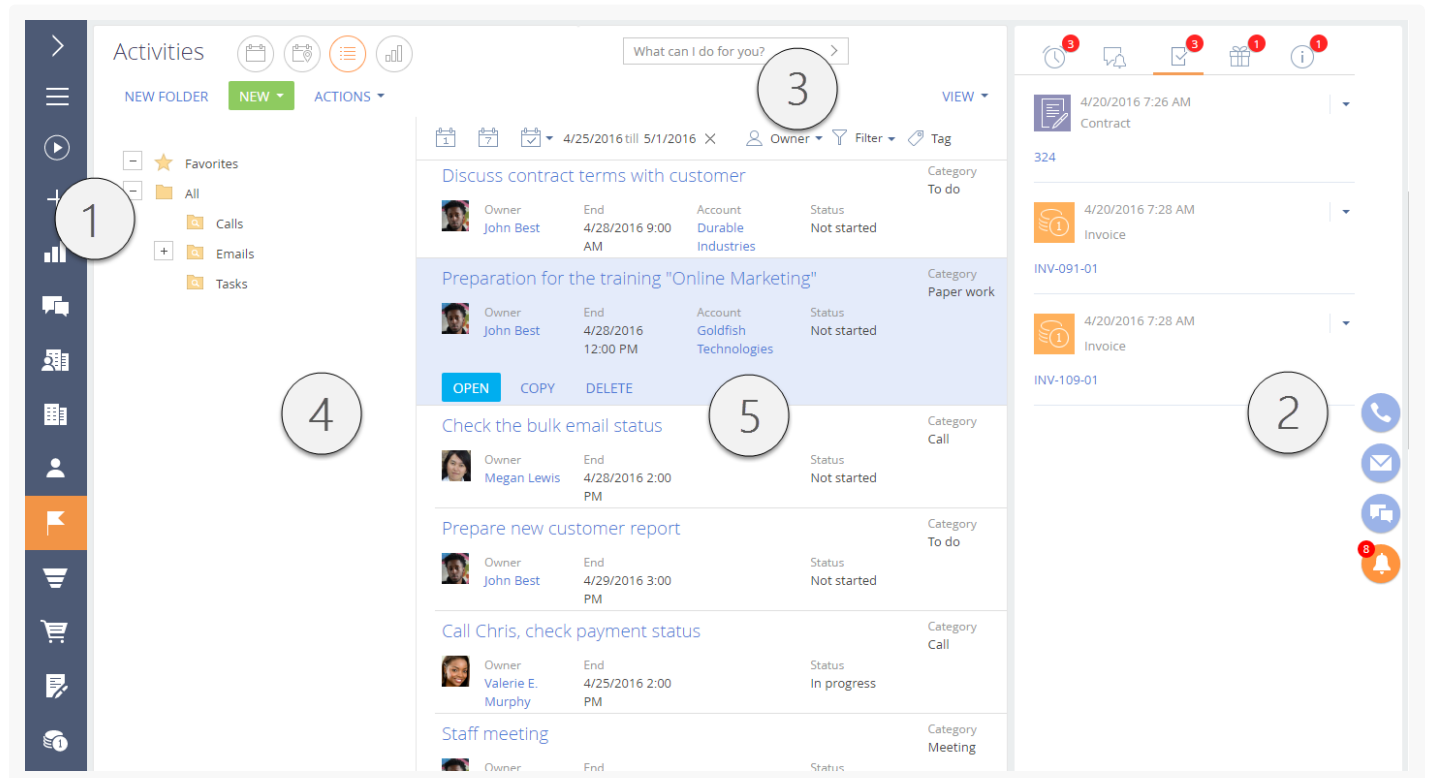 Activities
What can I do for you?
3
3
1
1
NEW FOLDER
NEW
ACTIONS
VIEW
3
1
7
4/25/2016 till 5/1/2016
Owner
Filter
Tag
Favorites
All
Calls
Emails
Tasks
1
4
Discuss contract terms with customer
Category
To do
Owner
John Best
End
4/28/2016 9:00
AM
Account
Durable
Industries
Status
Not started
Preparation for the training "Online Marketing"
Category
Paper work
Owner
John Best
End
4/28/2016
12:00 PM
Account
Goldfish
Technologies
Status
Not started
OPEN
COPY
DELETE
5
Check the bulk email status
Category
Call
Owner
Megan Lewis
End
4/28/2016 2:00
PM
Status
Not started
Prepare new customer report
Category
To do
Owner
John Best
End
4/29/2016 3:00
PM
Status
Not started
Call Chris, check payment status
Category
Call
Owner
Valerie E.
Murphy
End
4/25/2016 2:00
PM
Status
In progress
Staff meeting
Category
Meeting
Owner
End
Status
4/20/2016 7:26 AM
Contract
324
4/20/2016 7:28 AM
1
Invoice
INV-091-01
4/20/2016 7:28 AM
1
Invoice
INV-109-01
2
8
1